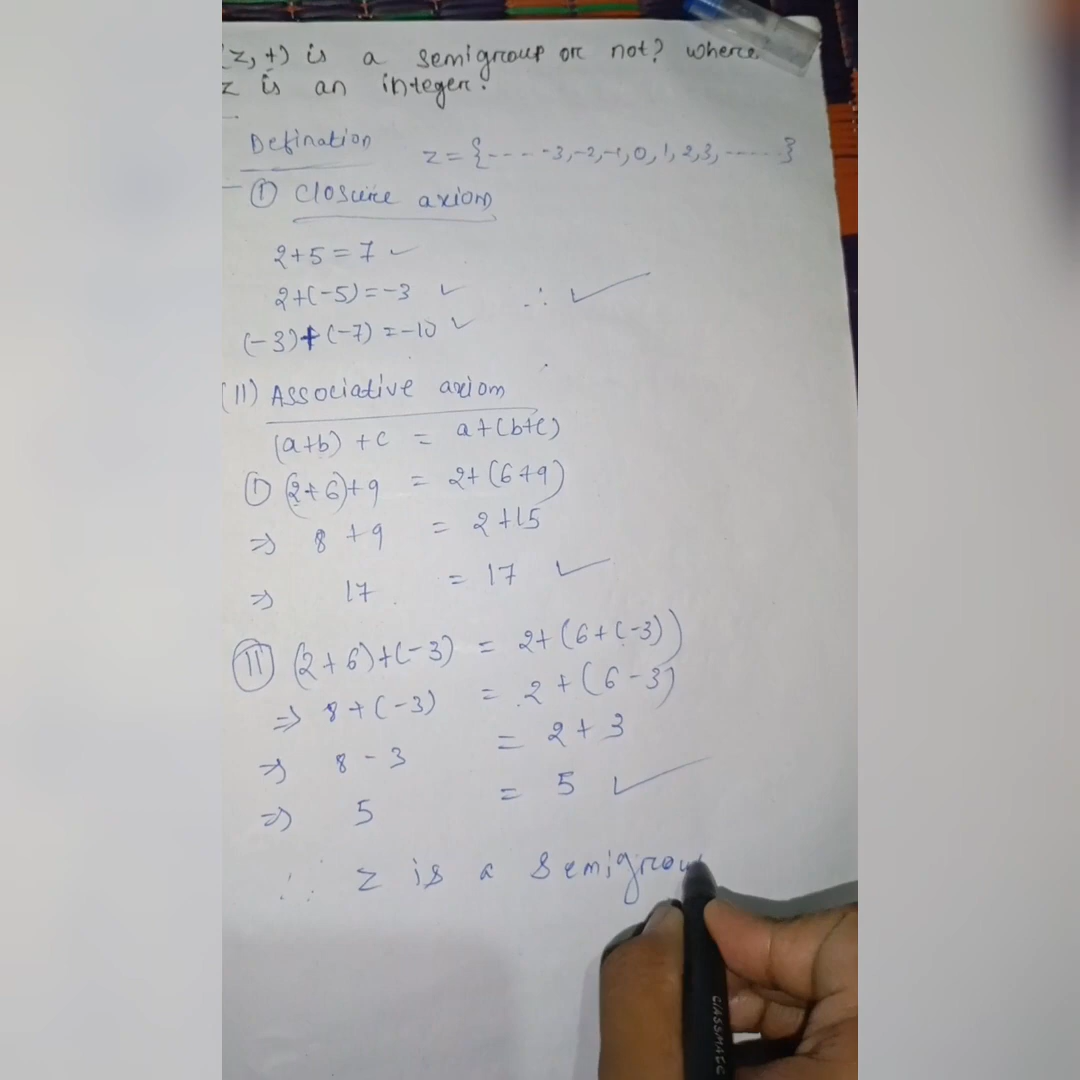 (Z, +) is a semigroup or not? where
Z is an integer.
Defination
Z = {---- -3, -2, -1, 0, 1, 2, 3, ------}
(I) Closure axiom
2+5 = 7 ✓
2+(-5) = -3 ✓ ∴ ✓
(-3)+(-7) = -10 ✓
(II) Associative axiom
(a+b) + c = a+(b+c)
(I) (2+6)+9 = 2+(6+9)
⇒ 8 + 9 = 2+15
⇒ 17 = 17 ✓
(II) (2+6)+(-3) = 2+(6+(-3))
⇒ 8+(-3) = 2+(6-3)
⇒ 8 - 3 = 2+3
⇒ 5 = 5 ✓
∴ Z is a Semigrou
CLASSMATE